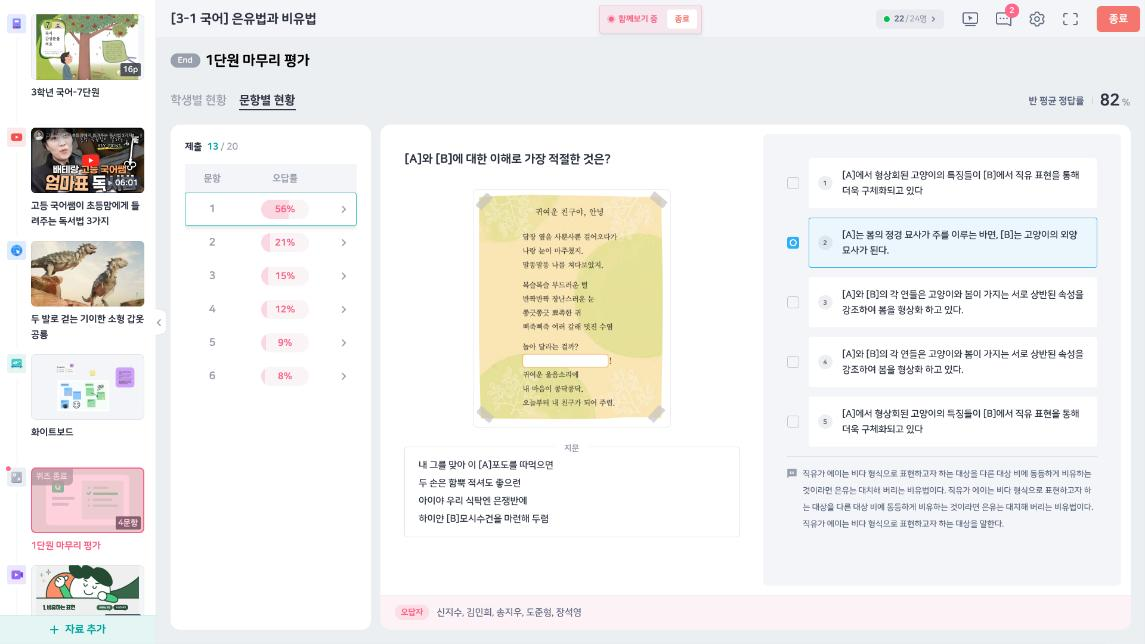 [3-1 국어] 은유법과 비유법
함께보기 중
종료
22/24명
2
종료
16p
3학년 국어-7단원
배태랑 고등 국어쌤
엄마표 독
06:01
고등 국어쌤이 초등맘에게 들
려주는 독서법 3가지
두 발로 걷는 기이한 소형 갑옷
공룡
화이트보드
퀴즈 종료
4문항
1단원 마무리 평가
1.비유하는 표현
+ 자료 추가
End 1단원 마무리 평가
학생별 현황
문항별 현황
반 평균 정답률 82 %
제출 13 / 20
문항 오답률
1 56%
2 21%
3 15%
4 12%
5 9%
6 8%
[A]와 [B]에 대한 이해로 가장 적절한 것은?
귀여운 친구야, 안녕
담장 옆을 사뿐사뿐 걸어오다가
나랑 눈이 마주쳤지.
말똥말똥 나를 쳐다보았지.
복슬복슬 부드러운 털
반짝반짝 장난스러운 눈
쫑긋쫑긋 뾰족한 귀
삐쭉삐쭉 여러 갈래 멋진 수염
놀아 달라는 걸까?
!
귀여운 울음소리에
내 마음이 콩닥콩닥.
오늘부터 내 친구가 되어 주렴.
지문
내 그를 맞아 이 [A]포도를 따먹으면
두 손은 함뿍 적셔도 좋으련
아이야 우리 식탁엔 은쟁반에
하이얀 [B]모시수건을 마련해 두렴
1 [A]에서 형상화된 고양이의 특징들이 [B]에서 직유 표현을 통해
더욱 구체화되고 있다
2 [A]는 봄의 정경 묘사가 주를 이루는 바면, [B]는 고양이의 외양
묘사가 된다.
3 [A]와 [B]의 각 연들은 고양이와 봄이 가지는 서로 상반된 속성을
강조하여 봄을 형상화 하고 있다.
4 [A]와 [B]의 각 연들은 고양이와 봄이 가지는 서로 상반된 속성을
강조하여 봄을 형상화 하고 있다.
5 [A]에서 형상화된 고양이의 특징들이 [B]에서 직유 표현을 통해
더욱 구체화되고 있다
직유가 에이는 비다 형식으로 표현하고자 하는 대상을 다른 대상 비에 동등하게 비유하는
것이라면 은유는 대치해 버리는 비유법이다. 직유가 에이는 비다 형식으로 표현하고자 하
는 대상을 다른 대상 비에 동등하게 비유하는 것이라면 은유는 대치해 버리는 비유법이다.
직유가 에이는 비다 형식으로 표현하고자 하는 대상을 말한다.
오답자 신지수, 김민희, 송지우, 도준형, 장석영